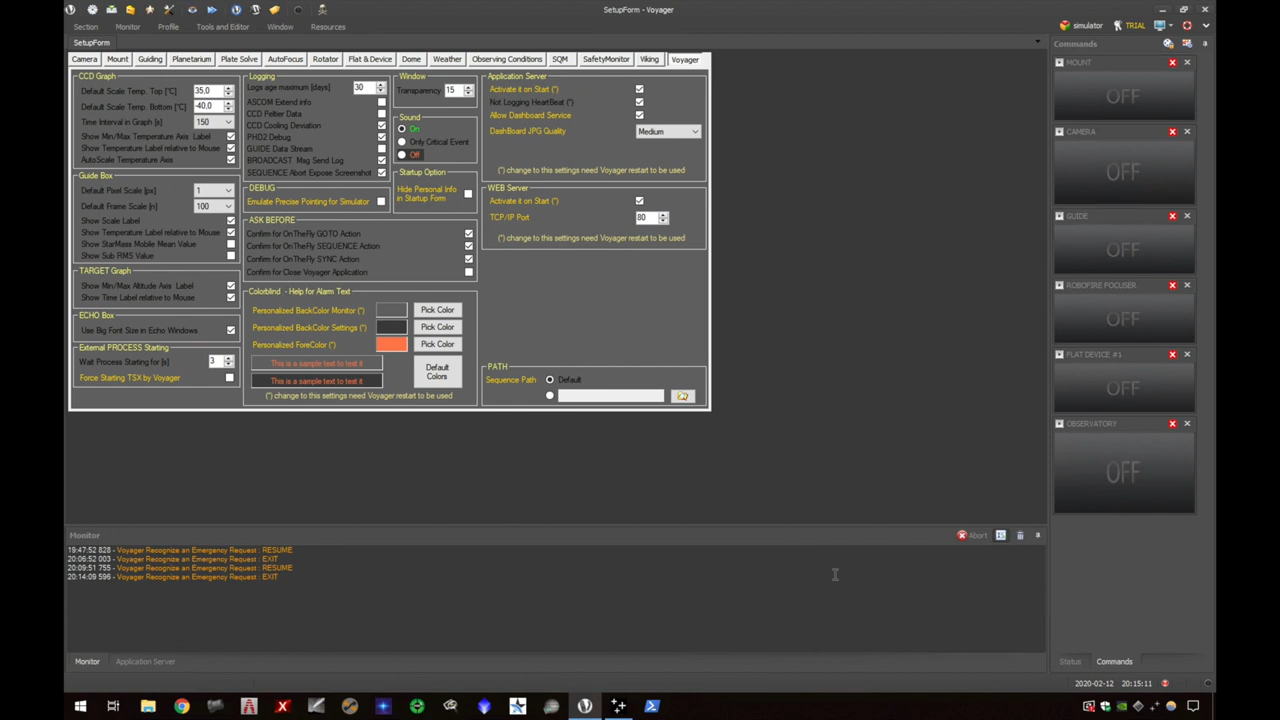 SetupForm - Voyager
Section Monitor Profile Tools and Editor Window Resources
simulator TRIAL
SetupForm
Commands
Camera Mount Guiding Planetarium Plate Solve AutoFocus Rotator Flat & Device Dome Weather Observing Conditions SQM SafetyMonitor Viking Voyager
CCD Graph
Default Scale Temp. Top [°C] 35,0
Default Scale Temp. Bottom [°C] -40,0
Time Interval in Graph [s] 150
Show Min/Max Temperature Axis Label
Show Temperature Label relative to Mouse
AutoScale Temperature Axis
Guide Box
Default Pixel Scale [px] 1
Default Frame Scale [n] 100
Show Scale Label
Show Temperature Label relative to Mouse
Show StarMass Mobile Mean Value
Show Sub RMS Value
TARGET Graph
Show Min/Max Altitude Axis Label
Show Time Label relative to Mouse
ECHO Box
Use Big Font Size in Echo Windows
External PROCESS Starting
Wait Process Starting for [s] 3
Force Starting TSX by Voyager
Logging
Logs age maximum [days] 30
ASCOM Extend info
CCD Peltier Data
CCD Cooling Deviation
PHD2 Debug
GUIDE Data Stream
BROADCAST Msg Send Log
SEQUENCE Abort Expose Screenshot
DEBUG
Emulate Precise Pointing for Simulator
Window
Transparency 15
Sound
On
Only Critical Event
Off
Startup Option
Hide Personal Info
in Startup Form
ASK BEFORE
Confirm for OnTheFly GOTO Action
Confirm for OnTheFly SEQUENCE Action
Confirm for OnTheFly SYNC Action
Confirm for Close Voyager Application
Colorblind - Help for Alarm Text
Personalized BackColor Monitor (*) Pick Color
Personalized BackColor Settings (*) Pick Color
Personalized ForeColor (*) Pick Color
This is a sample text to test it
This is a sample text to test it
Default
Colors
(*) change to this settings need Voyager restart to be used
Application Server
Activate it on Start (*)
Not Logging HeartBeat (*)
Allow Dashboard Service
DashBoard JPG Quality Medium
(*) change to this settings need Voyager restart to be used
WEB Server
Activate it on Start (*)
TCP/IP Port 80
(*) change to this settings need Voyager restart to be used
PATH
Sequence Path Default
MOUNT
OFF
CAMERA
OFF
GUIDE
OFF
ROBOFIRE FOCUSER
OFF
FLAT DEVICE #1
OFF
OBSERVATORY
OFF
Monitor
Abort
19:47:52 828 - Voyager Recognize an Emergency Request : RESUME
20:06:52 003 - Voyager Recognize an Emergency Request : EXIT
20:09:51 755 - Voyager Recognize an Emergency Request : RESUME
20:14:09 596 - Voyager Recognize an Emergency Request : EXIT
Monitor Application Server
Status Commands
2020-02-12 20:15:11